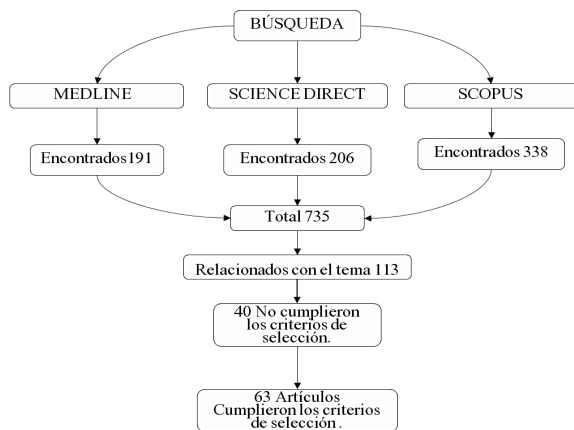 BÚSQUEDA
MEDLINE
SCIENCE DIRECT
SCOPUS
Encontrados191
Encontrados 206
Encontrados 338
Total 735
Relacionados con el tema 113
40 No cumplieron
los criterios de
selección.
63 Artículos
Cumplieron los criterios
de selección .